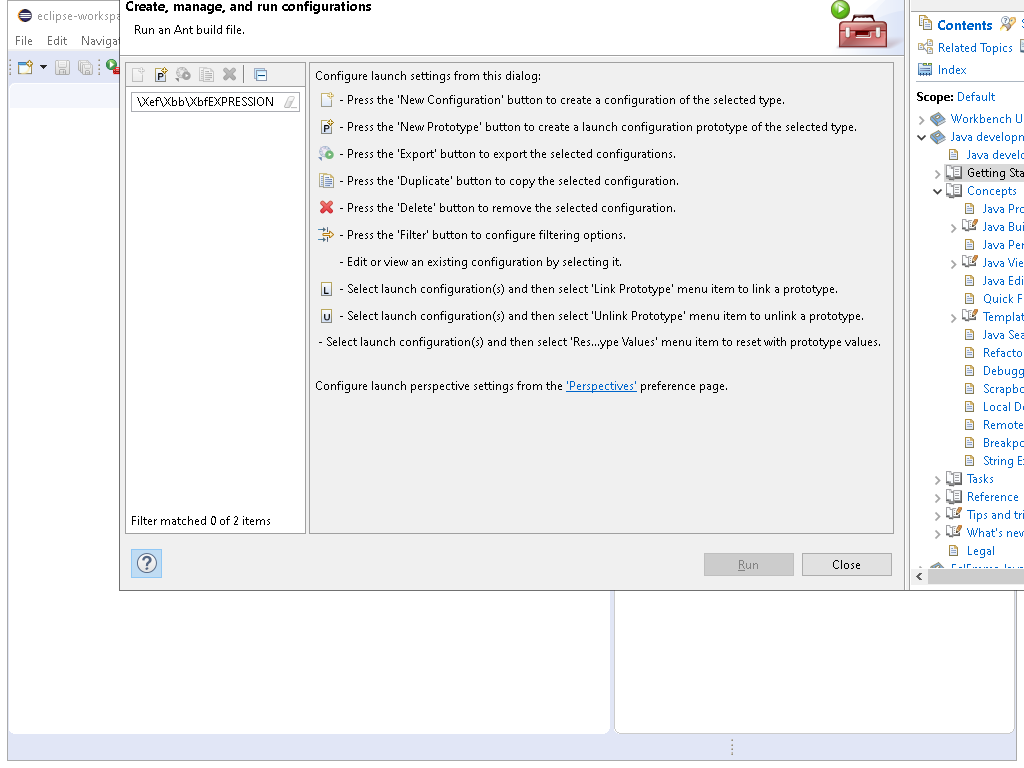 eclipse-workspa
File Edit Naviga
Create, manage, and run configurations
Run an Ant build file.
\Xef\Xbb\XbfEXPRESSION
Filter matched 0 of 2 items
Configure launch settings from this dialog:
- Press the 'New Configuration' button to create a configuration of the selected type.
P - Press the 'New Prototype' button to create a launch configuration prototype of the selected type.
- Press the 'Export' button to export the selected configurations.
- Press the 'Duplicate' button to copy the selected configuration.
- Press the 'Delete' button to remove the selected configuration.
- Press the 'Filter' button to configure filtering options.
- Edit or view an existing configuration by selecting it.
L - Select launch configuration(s) and then select 'Link Prototype' menu item to link a prototype.
U - Select launch configuration(s) and then select 'Unlink Prototype' menu item to unlink a prototype.
- Select launch configuration(s) and then select 'Res...ype Values' menu item to reset with prototype values.
Configure launch perspective settings from the 'Perspectives' preference page.
Run Close
Contents
Related Topics
Index
Scope: Default
Workbench U
Java developn
Java develo
Getting Sta
Concepts
Java Pro
Java Bui
Java Per
Java Vie
Java Edi
Quick F
Templat
Java Sea
Refacto
Debugg
Scrapbo
Local De
Remote
Breakpo
String Ex
Tasks
Reference
Tips and tri
What's new
Legal
EclEmma Java